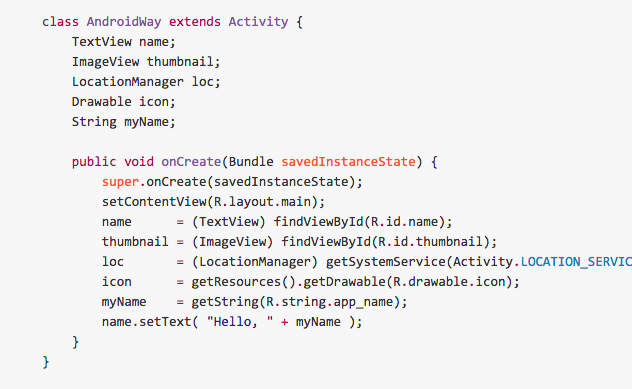 class AndroidWay extends Activity {
    TextView name;
    ImageView thumbnail;
    LocationManager loc;
    Drawable icon;
    String myName;

    public void onCreate(Bundle savedInstanceState) {
        super.onCreate(savedInstanceState);
        setContentView(R.layout.main);
        name      = (TextView) findViewById(R.id.name);
        thumbnail = (ImageView) findViewById(R.id.thumbnail);
        loc       = (LocationManager) getSystemService(Activity.LOCATION_SERVIC
        icon      = getResources().getDrawable(R.drawable.icon);
        myName    = getString(R.string.app_name);
        name.setText( "Hello, " + myName );
    }
}